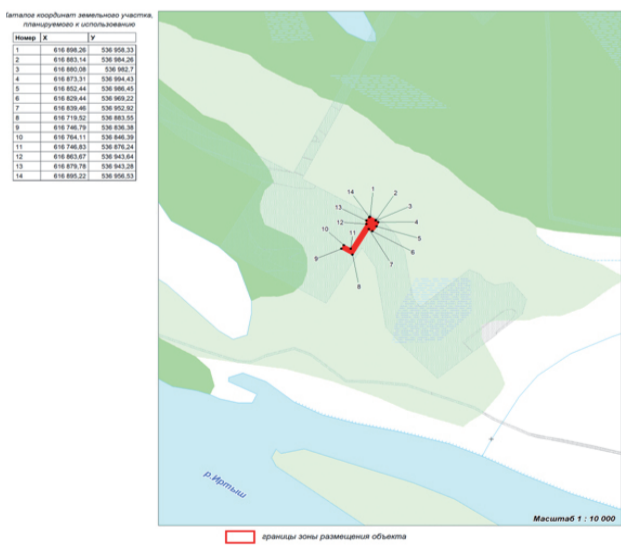 Каталог координат земельного участка,
планируемого к использованию
Номер X У
1 616 898,26 536 958,33
2 616 883,14 536 984,26
3 616 880,08 536 982,7
4 616 873,31 536 994,43
5 616 852,44 536 986,45
6 616 829,44 536 969,22
7 616 839,46 536 952,92
8 616 719,52 536 883,55
9 616 746,79 536 836,38
10 616 764,11 536 846,39
11 616 746,83 536 876,24
12 616 863,67 536 943,64
13 616 879,78 536 943,28
14 616 895,22 536 956,53
14 1 2
13 3
12 4
10 11 5
9 6
7
8
р.Иртыш
Масштаб 1 : 10 000
границы зоны размещения объекта